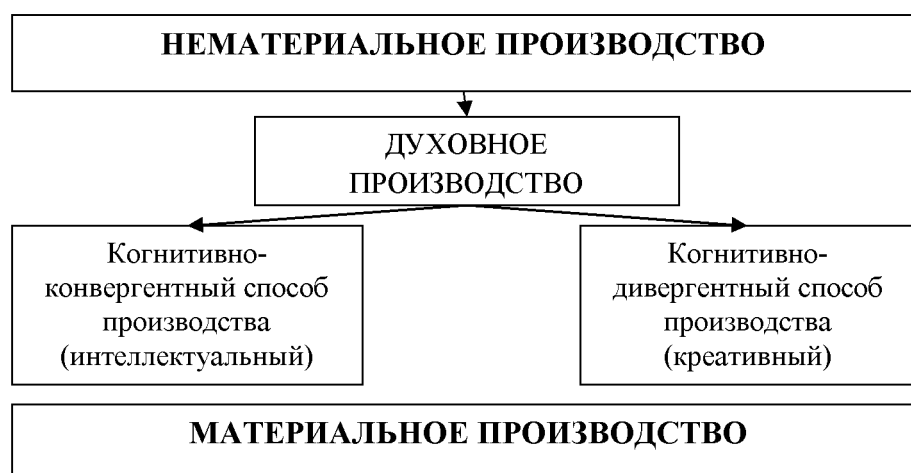 НЕМАТЕРИАЛЬНОЕ ПРОИЗВОДСТВО
ДУХОВНОЕ
ПРОИЗВОДСТВО
Когнитивно-
конвергентный способ
производства
(интеллектуальный)
Когнитивно-
дивергентный способ
производства
(креативный)
МАТЕРИАЛЬНОЕ ПРОИЗВОДСТВО